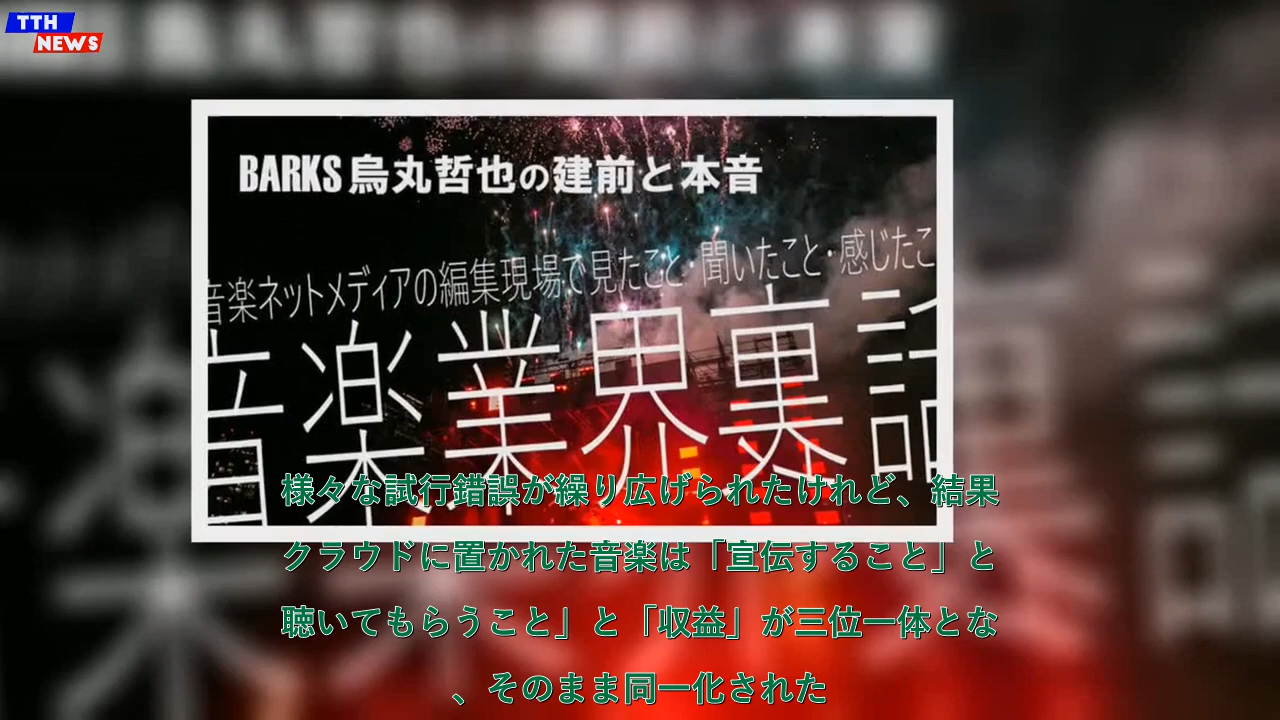 TTH
NEWS
BARKS 烏丸哲也の建前と本音
音楽ネットメディアの編集現場で見たこと・聞いたこと・感じたこ
音楽業界裏話
様々な試行錯誤が繰り広げられたけれど、結果
クラウドに置かれた音楽は「宣伝すること」と
聴いてもらうこと」と「収益」が三位一体とな
、そのまま同一化された